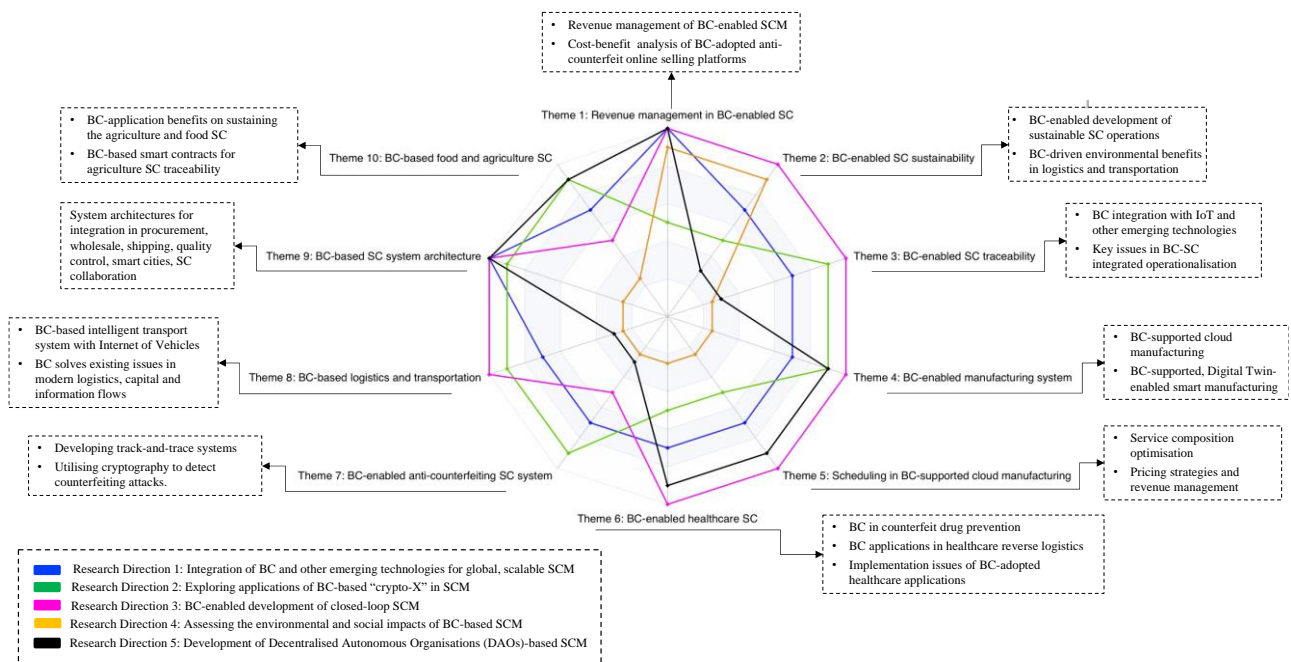 • Revenue management of BC-enabled SCM
• Cost-benefit analysis of BC-adopted anti-
counterfeit online selling platforms
Theme 1: Revenue management in BC-enabled SC
• BC-application benefits on sustaining
the agriculture and food SC
• BC-based smart contracts for
agriculture SC traceability
Theme 10: BC-based food and agriculture SC
Theme 2: BC-enabled SC sustainability
• BC-enabled development of
sustainable SC operations
• BC-driven environmental benefits
in logistics and transportation
System architectures for
integration in procurement,
wholesale, shipping, quality
control, smart cities, SC
collaboration
Theme 9: BC-based SC system architecture
Theme 3: BC-enabled SC traceability
• BC integration with IoT and
other emerging technologies
• Key issues in BC-SC
integrated operationalisation
• BC-based intelligent transport
system with Internet of Vehicles
• BC solves existing issues in
modern logistics, capital and
information flows
Theme 8: BC-based logistics and transportation
Theme 4: BC-enabled manufacturing system
• BC-supported cloud
manufacturing
• BC-supported, Digital Twin-
enabled smart manufacturing
• Developing track-and-trace systems
• Utilising cryptography to detect
counterfeiting attacks.
Theme 7: BC-enabled anti-counterfeiting SC system
Theme 5: Scheduling in BC-supported cloud manufacturing
• Service composition
optimisation
• Pricing strategies and
revenue management
Theme 6: BC-enabled healthcare SC
• BC in counterfeit drug prevention
• BC applications in healthcare reverse logistics
• Implementation issues of BC-adopted
healthcare applications
Research Direction 1: Integration of BC and other emerging technologies for global, scalable SCM
Research Direction 2: Exploring applications of BC-based “crypto-X” in SCM
Research Direction 3: BC-enabled development of closed-loop SCM
Research Direction 4: Assessing the environmental and social impacts of BC-based SCM
Research Direction 5: Development of Decentralised Autonomous Organisations (DAOs)-based SCM